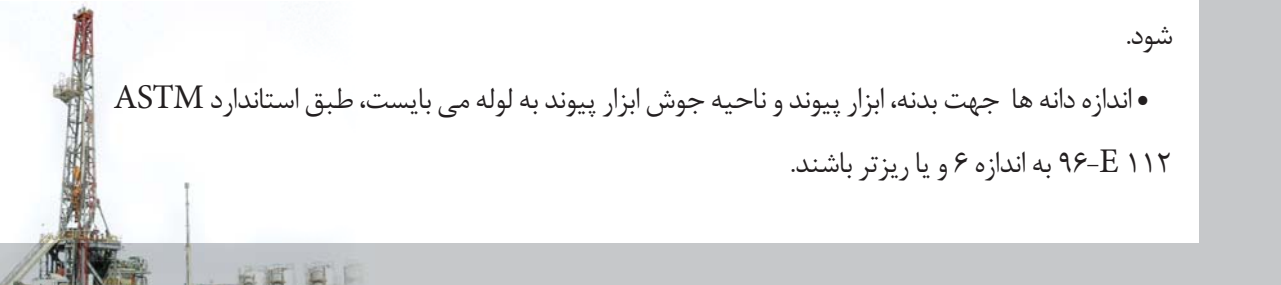 شود.
• اندازه دانه ها جهت بدنه، ابزار پیوند و ناحیه جوش ابزار پیوند به لوله می بایست، طبق استاندارد ASTM
۹۶-E ۱۱۲ به اندازه ۶ و یا ریزتر باشند.